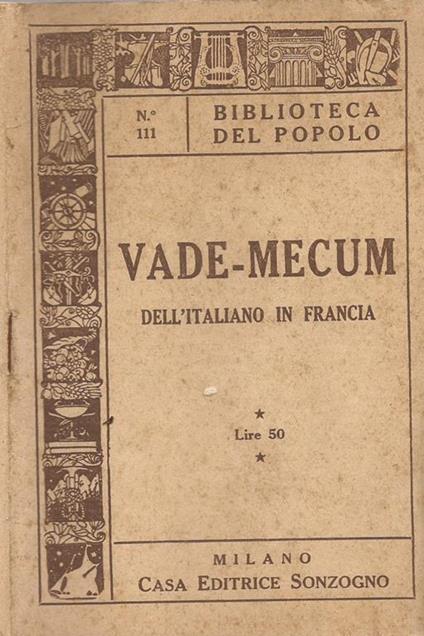 N.°
111
BIBLIOTECA
DEL POPOLO
VADE-MECUM
DELL'ITALIANO IN FRANCIA
Lire 50
MILANO
CASA EDITRICE SONZOGNO